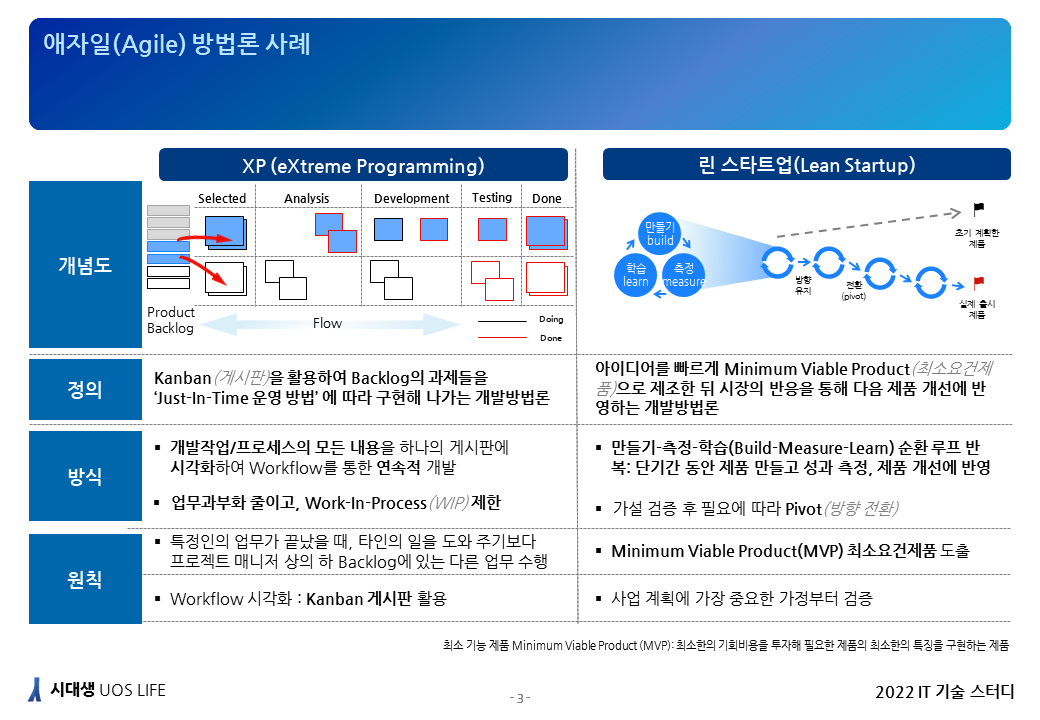 애자일(Agile) 방법론 사례
XP (eXtreme Programming)
린 스타트업(Lean Startup)
개념도
Selected
Analysis
Development
Testing
Done
Product
Backlog
Flow
Doing
Done
만들기
build
학습
learn
측정
measure
방향
유지
전환
(pivot)
초기 계획한
제품
실제 출시
제품
정의
Kanban(게시판)을 활용하여 Backlog의 과제들을
‘Just-In-Time 운영 방법’ 에 따라 구현해 나가는 개발방법론
아이디어를 빠르게 Minimum Viable Product(최소요건제
품)으로 제조한 뒤 시장의 반응을 통해 다음 제품 개선에 반
영하는 개발방법론
방식
▪ 개발작업/프로세스의 모든 내용을 하나의 게시판에
시각화하여 Workflow를 통한 연속적 개발
▪ 업무과부화 줄이고, Work-In-Process(WIP) 제한
▪ 만들기-측정-학습(Build-Measure-Learn) 순환 루프 반
복: 단기간 동안 제품 만들고 성과 측정, 제품 개선에 반영
▪ 가설 검증 후 필요에 따라 Pivot(방향 전환)
원칙
▪ 특정인의 업무가 끝났을 때, 타인의 일을 도와 주기보다
프로젝트 매니저 상의 하 Backlog에 있는 다른 업무 수행
▪ Workflow 시각화 : Kanban 게시판 활용
▪ Minimum Viable Product(MVP) 최소요건제품 도출
▪ 사업 계획에 가장 중요한 가정부터 검증
최소 기능 제품 Minimum Viable Product (MVP): 최소한의 기회비용을 투자해 필요한 제품의 최소한의 특징을 구현하는 제품
시대생 UOS LIFE
- 3 -
2022 IT 기술 스터디